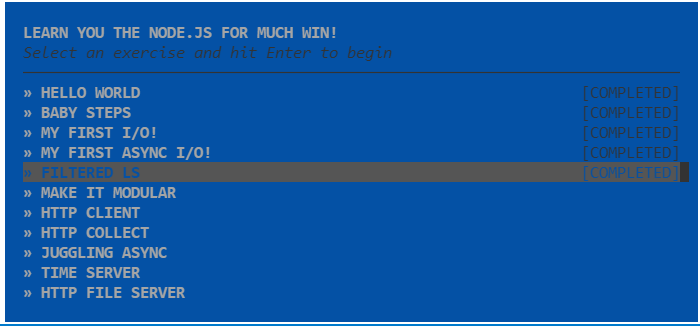 LEARN YOU THE NODE.JS FOR MUCH WIN!
Select an exercise and hit Enter to begin
» HELLO WORLD [COMPLETED]
» BABY STEPS [COMPLETED]
» MY FIRST I/O! [COMPLETED]
» MY FIRST ASYNC I/O! [COMPLETED]
» FILTERED LS [COMPLETED]
» MAKE IT MODULAR
» HTTP CLIENT
» HTTP COLLECT
» JUGGLING ASYNC
» TIME SERVER
» HTTP FILE SERVER